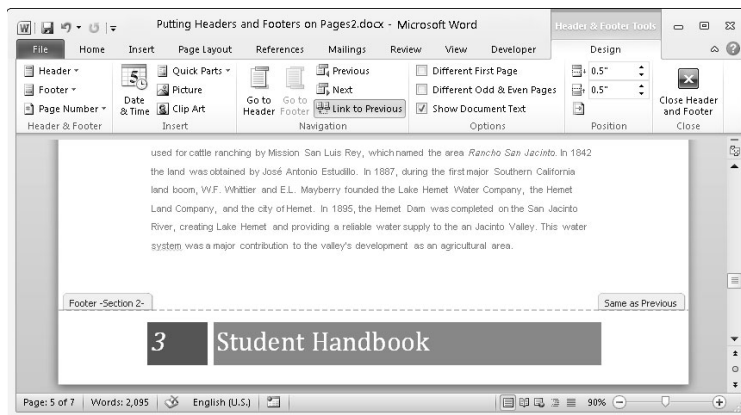 Putting Headers and Footers on Pages2.docx - Microsoft Word
Header & Footer Tools
File Home Insert Page Layout References Mailings Review View Developer Design
Header
Footer
Page Number
Header & Footer
Date & Time
Quick Parts
Picture
Clip Art
Insert
Go to Header
Go to Footer
Previous
Next
Link to Previous
Navigation
Different First Page
Different Odd & Even Pages
Show Document Text
Options
0.5"
0.5"
Position
Close Header and Footer
Close
used for cattle ranching by Mission San Luis Rey, which named the area Rancho San Jacinto. In 1842
the land was obtained by José Antonio Estudillo. In 1887, during the first major Southern California
land boom, W.F. Whittier and E.L. Mayberry founded the Lake Hemet Water Company, the Hemet
Land Company, and the city of Hemet. In 1895, the Hemet Dam was completed on the San Jacinto
River, creating Lake Hemet and providing a reliable water supply to the an Jacinto Valley. This water
system was a major contribution to the valley's development as an agricultural area.
Footer -Section 2- Same as Previous
3 Student Handbook
Page: 5 of 7 Words: 2,095 English (U.S.) 90%